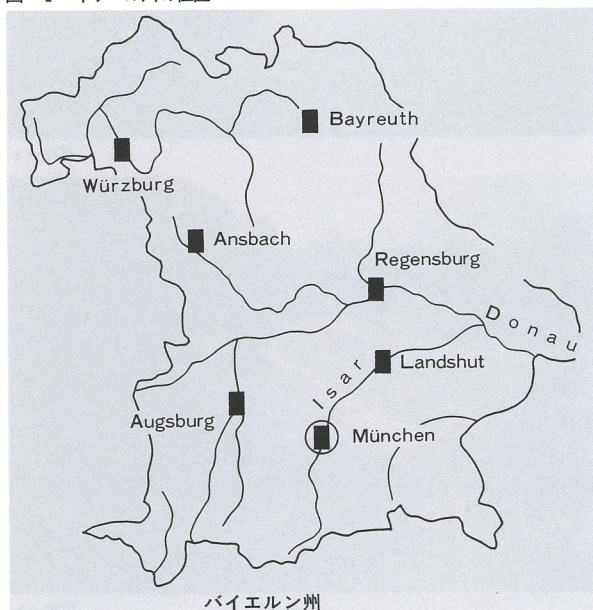 Bayreuth
Würzburg
Ansbach
Regensburg
Donau
Isar
Landshut
Augsburg
München
バイエルン州